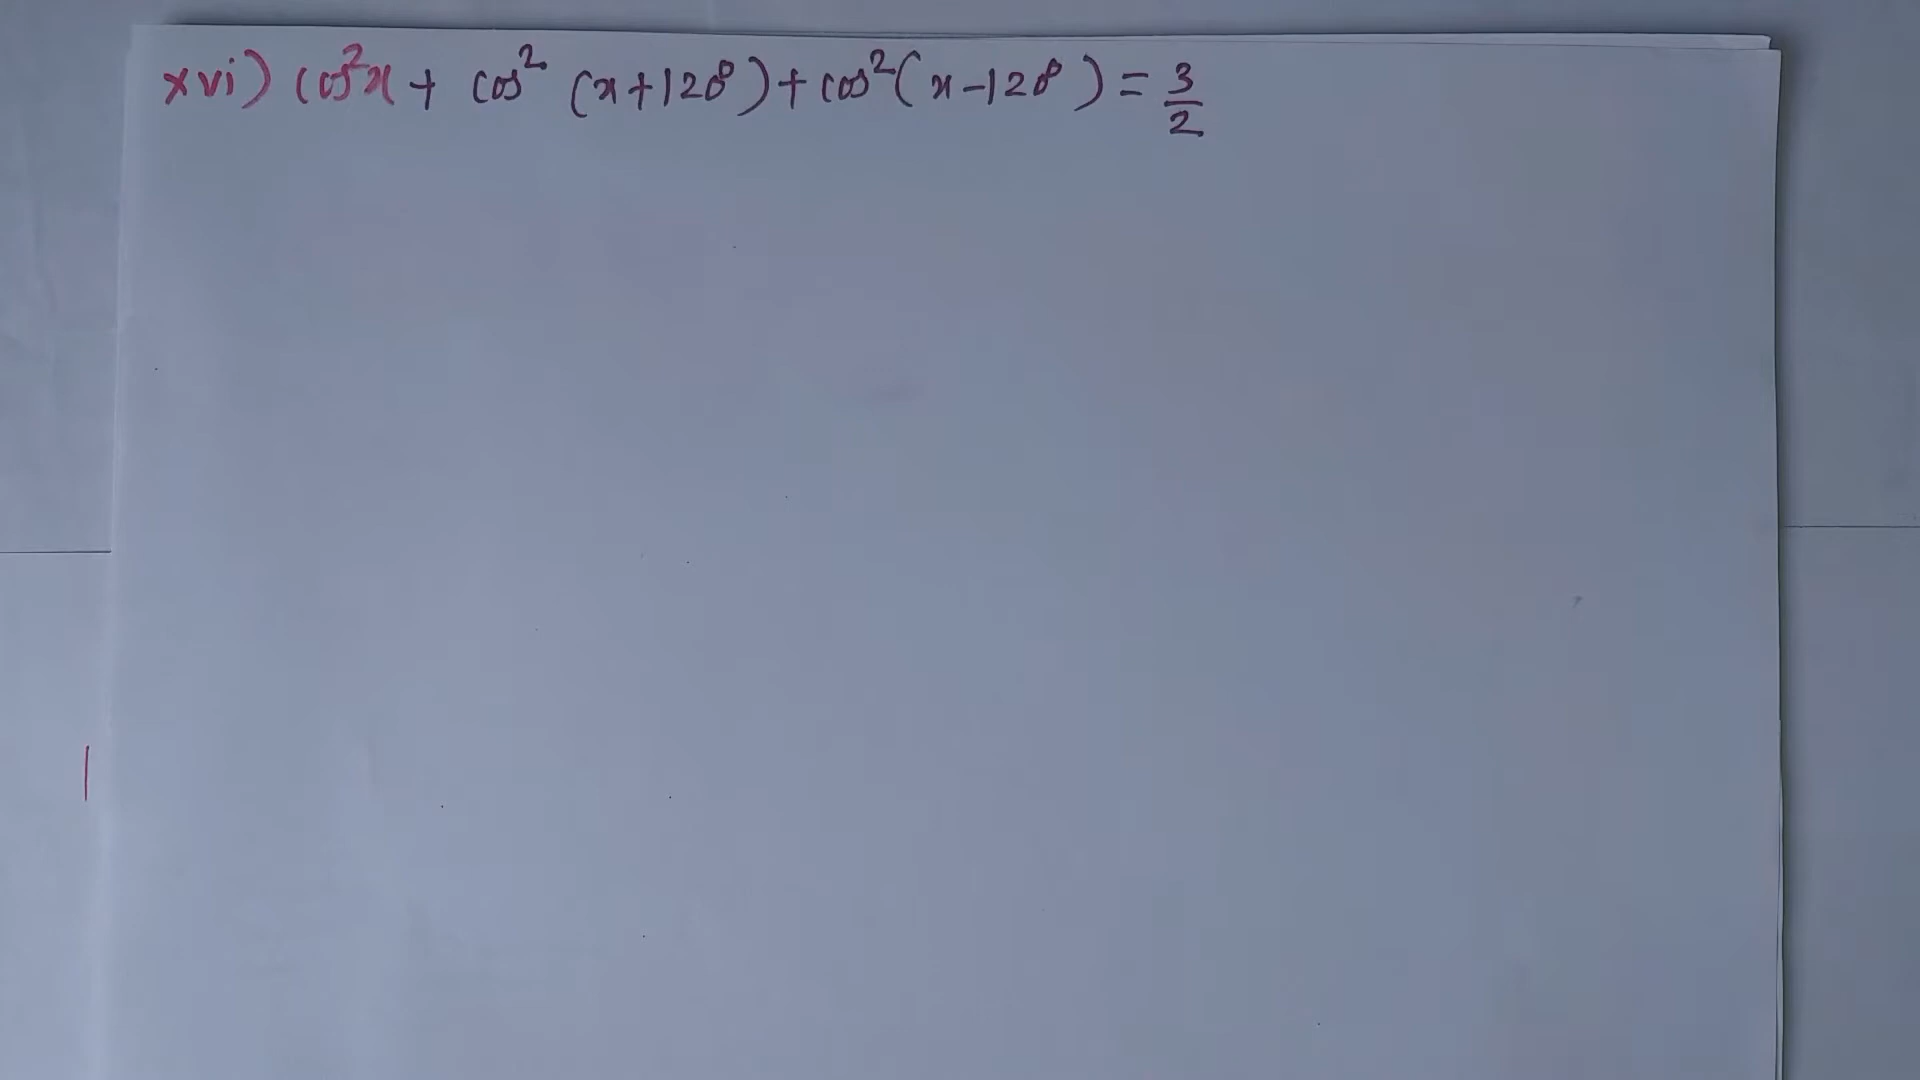 xvi) cos²x + cos² (x+120°) + cos²(x-120°) = 3/2